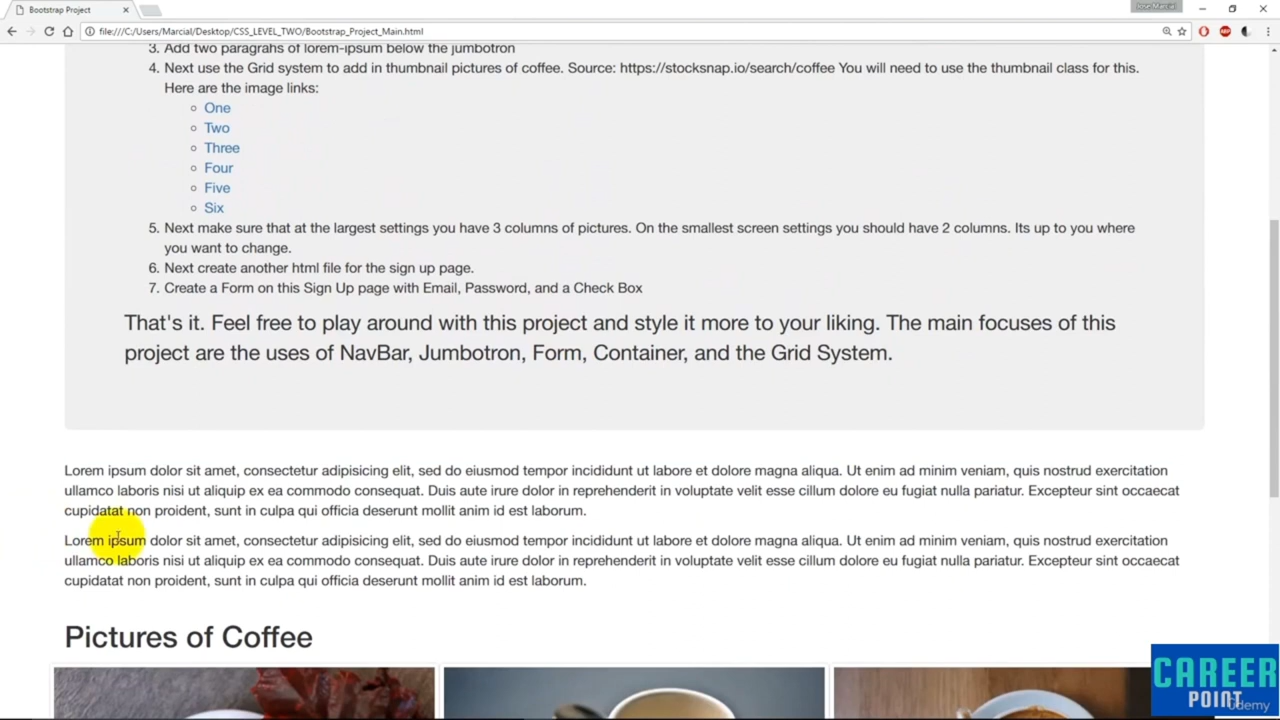 Bootstrap Project
Jose Marcial
file:///C:/Users/Marcial/Desktop/CSS_LEVEL_TWO/Bootstrap_Project_Main.html
3. Add two paragrahs of lorem-ipsum below the jumbotron
4. Next use the Grid system to add in thumbnail pictures of coffee. Source: https://stocksnap.io/search/coffee You will need to use the thumbnail class for this.
Here are the image links:
One
Two
Three
Four
Five
Six
5. Next make sure that at the largest settings you have 3 columns of pictures. On the smallest screen settings you should have 2 columns. Its up to you where
you want to change.
6. Next create another html file for the sign up page.
7. Create a Form on this Sign Up page with Email, Password, and a Check Box
That's it. Feel free to play around with this project and style it more to your liking. The main focuses of this
project are the uses of NavBar, Jumbotron, Form, Container, and the Grid System.
Lorem ipsum dolor sit amet, consectetur adipisicing elit, sed do eiusmod tempor incididunt ut labore et dolore magna aliqua. Ut enim ad minim veniam, quis nostrud exercitation
ullamco laboris nisi ut aliquip ex ea commodo consequat. Duis aute irure dolor in reprehenderit in voluptate velit esse cillum dolore eu fugiat nulla pariatur. Excepteur sint occaecat
cupidatat non proident, sunt in culpa qui officia deserunt mollit anim id est laborum.
Lorem ipsum dolor sit amet, consectetur adipisicing elit, sed do eiusmod tempor incididunt ut labore et dolore magna aliqua. Ut enim ad minim veniam, quis nostrud exercitation
ullamco laboris nisi ut aliquip ex ea commodo consequat. Duis aute irure dolor in reprehenderit in voluptate velit esse cillum dolore eu fugiat nulla pariatur. Excepteur sint occaecat
cupidatat non proident, sunt in culpa qui officia deserunt mollit anim id est laborum.
Pictures of Coffee
CAREER
POINT
Udemy